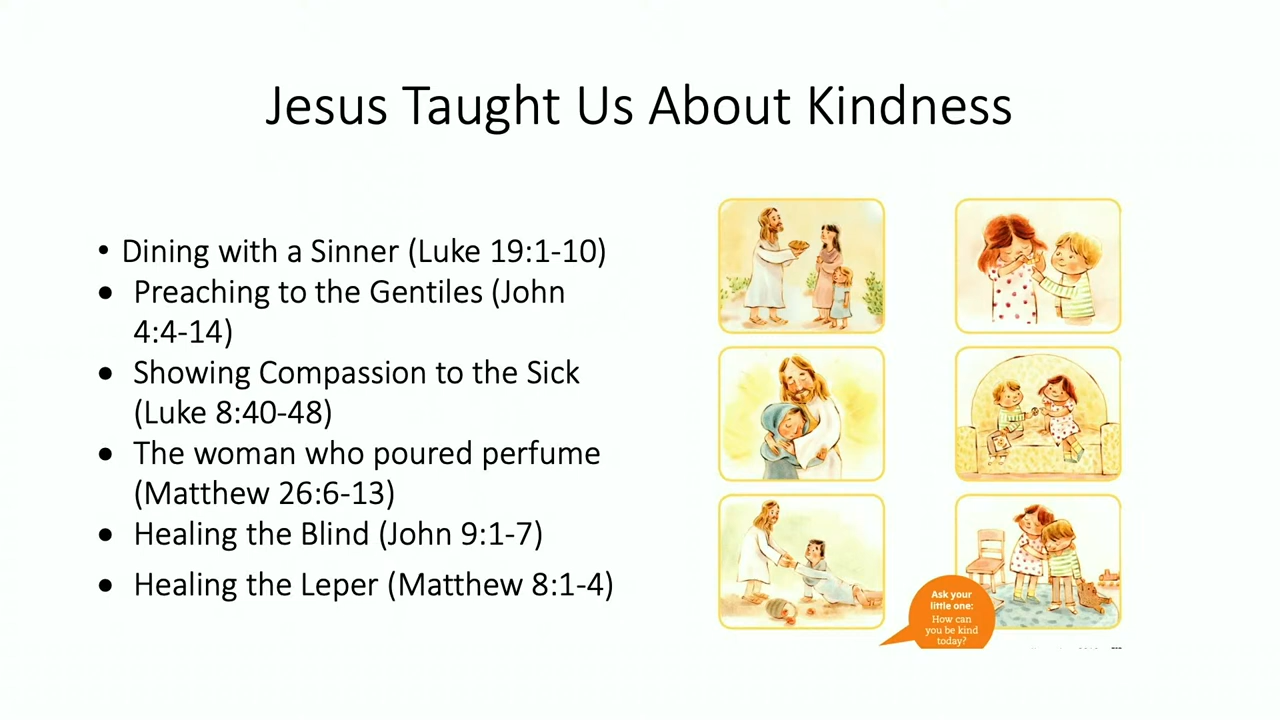 Jesus Taught Us About Kindness
• Dining with a Sinner (Luke 19:1-10)
• Preaching to the Gentiles (John
4:4-14)
• Showing Compassion to the Sick
(Luke 8:40-48)
• The woman who poured perfume
(Matthew 26:6-13)
• Healing the Blind (John 9:1-7)
• Healing the Leper (Matthew 8:1-4)
Ask your
little one:
How can
you be kind
today?